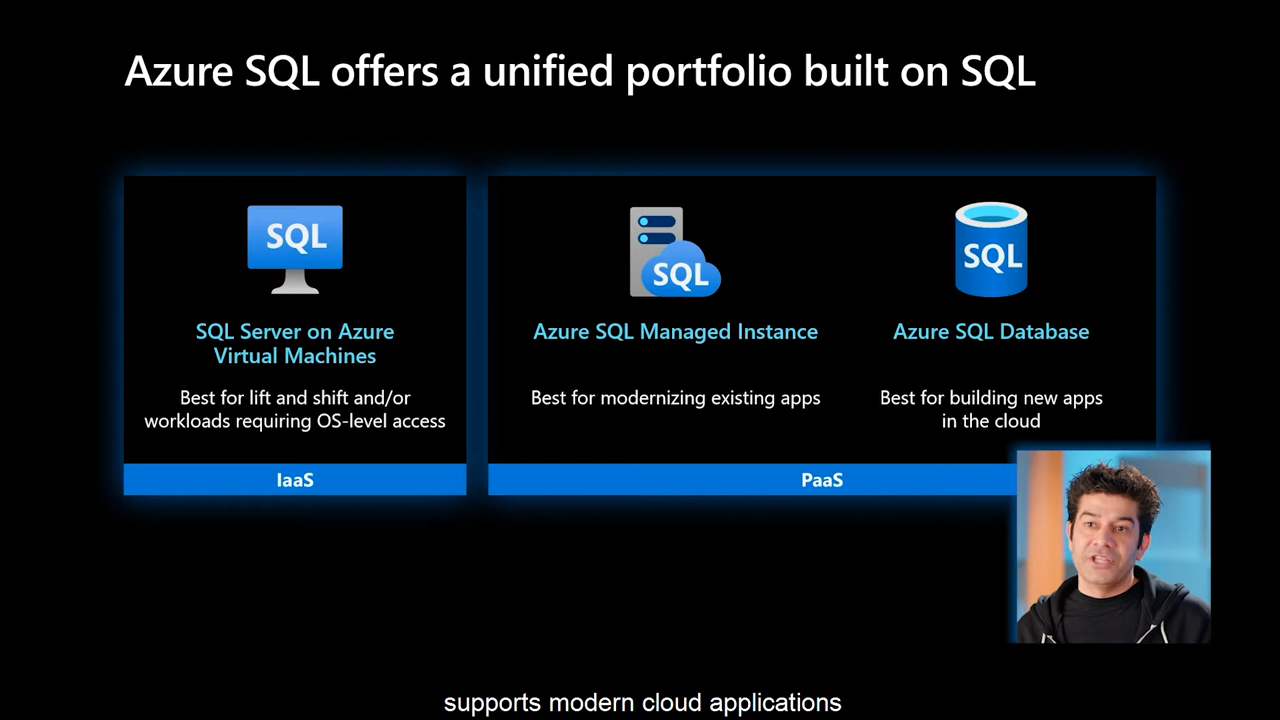 Azure SQL offers a unified portfolio built on SQL
SQL
SQL Server on Azure
Virtual Machines
Best for lift and shift and/or
workloads requiring OS-level access
IaaS
SQL
Azure SQL Managed Instance
Best for modernizing existing apps
SQL
Azure SQL Database
Best for building new apps
in the cloud
PaaS
supports modern cloud applications